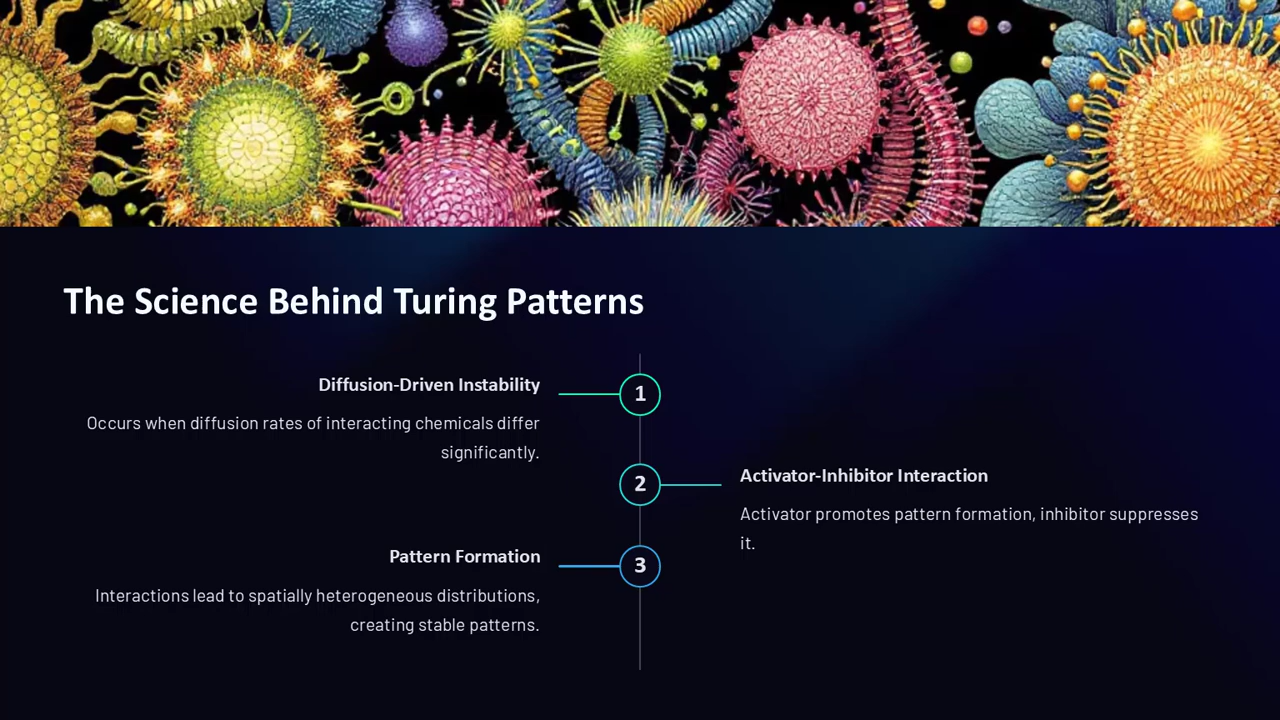 The Science Behind Turing Patterns
1
Diffusion-Driven Instability
Occurs when diffusion rates of interacting chemicals differ
significantly.
2
Activator-Inhibitor Interaction
Activator promotes pattern formation, inhibitor suppresses
it.
3
Pattern Formation
Interactions lead to spatially heterogeneous distributions,
creating stable patterns.